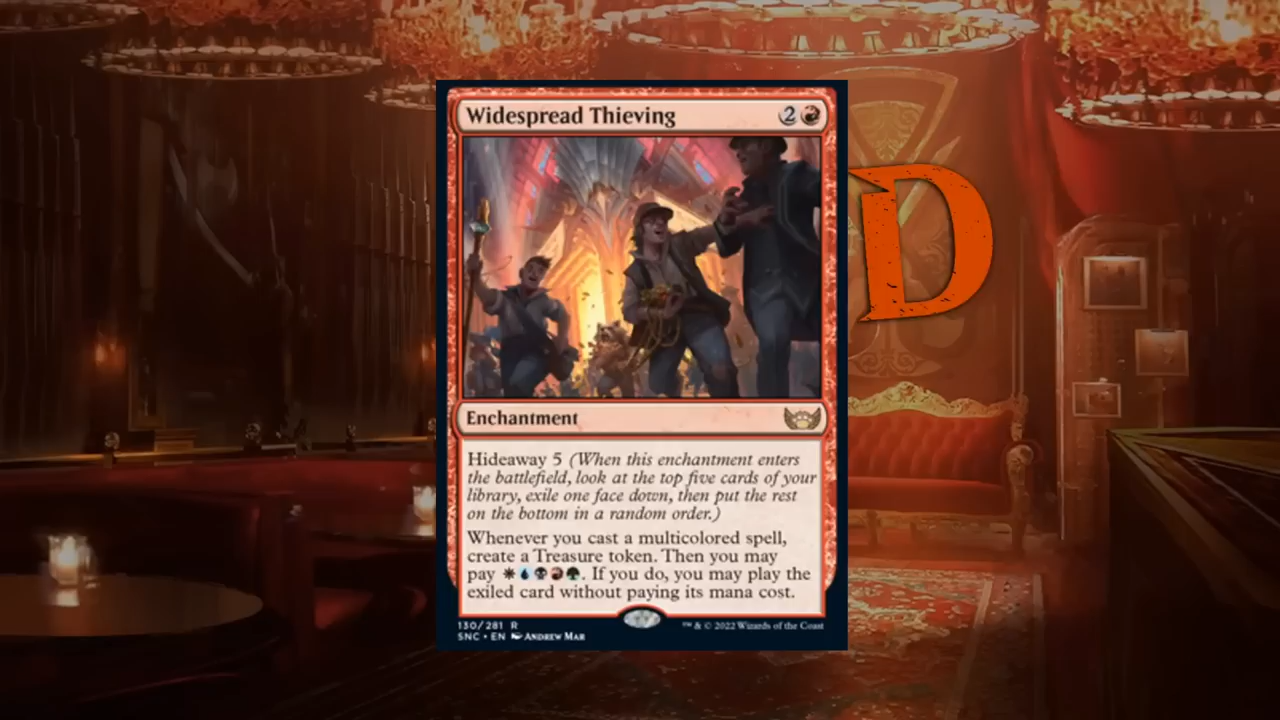 Widespread Thieving 2
D
Enchantment
Hideaway 5 (When this enchantment enters
the battlefield, look at the top five cards of your
library, exile one face down, then put the rest
on the bottom in a random order.)
Whenever you cast a multicolored spell,
create a Treasure token. Then you may
pay . If you do, you may play the
exiled card without paying its mana cost.
130/281 R
SNC • EN Andrew Mar
™ & © 2022 Wizards of the Coast